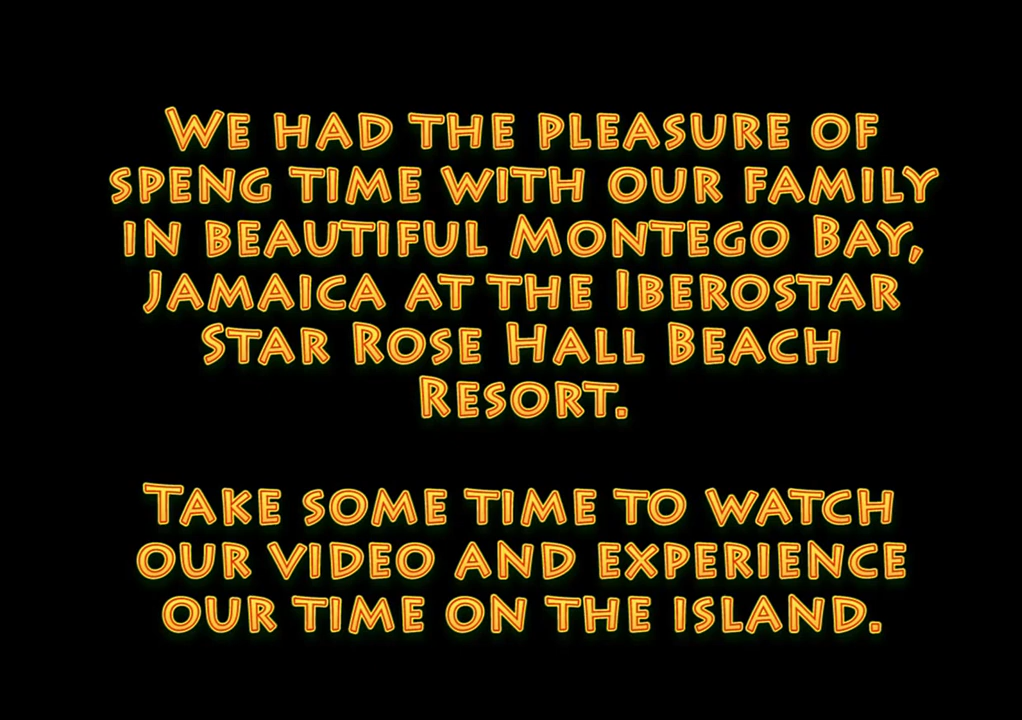 We had the pleasure of
speng time with our family
in beautiful Montego Bay,
Jamaica at the Iberostar
Star Rose Hall Beach
Resort.
Take some time to watch
our video and experience
our time on the island.